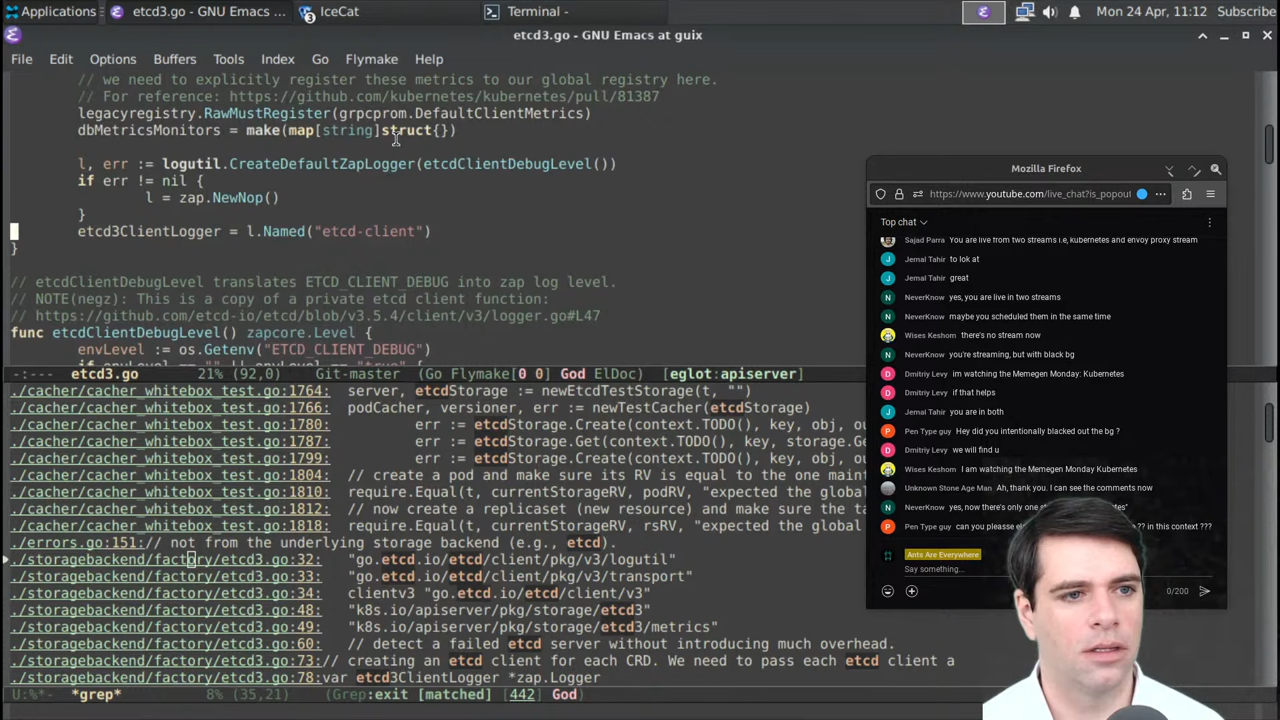 Applications
etcd3.go - GNU Emacs ...
3
IceCat
Terminal -
Mon 24 Apr, 11:12
Subscribe
etcd3.go - GNU Emacs at guix
File Edit Options Buffers Tools Index Go Flymake Help
// we need to explicitly register these metrics to our global registry here.
// For reference: https://github.com/kubernetes/kubernetes/pull/81387
legacyregistry.RawMustRegister(grpcprom.DefaultClientMetrics)
dbMetricsMonitors = make(map[string]struct{})
l, err := logutil.CreateDefaultZapLogger(etcdClientDebugLevel())
if err != nil {
l = zap.NewNop()
}
etcd3ClientLogger = l.Named("etcd-client")
}
// etcdClientDebugLevel translates ETCD_CLIENT_DEBUG into zap log level.
// NOTE(negz): This is a copy of a private etcd client function:
// https://github.com/etcd-io/etcd/blob/v3.5.4/client/v3/logger.go#L47
func etcdClientDebugLevel() zapcore.Level {
envLevel := os.Getenv("ETCD_CLIENT_DEBUG")
-:--- etcd3.go 21% (92,0) Git-master (Go Flymake[0 0] God ElDoc) [eglot:apiserver]
./cacher/cacher_whitebox_test.go:1764: server, etcdStorage := newEtcdTestStorage(t, "")
./cacher/cacher_whitebox_test.go:1766: podCacher, versioner, err := newTestCacher(etcdStorage)
./cacher/cacher_whitebox_test.go:1780: err := etcdStorage.Create(context.TODO(), key, obj, ou
./cacher/cacher_whitebox_test.go:1787: err := etcdStorage.Get(context.TODO(), key, storage.Ge
./cacher/cacher_whitebox_test.go:1799: err := etcdStorage.Create(context.TODO(), key, obj, ou
./cacher/cacher_whitebox_test.go:1804: // create a pod and make sure its RV is equal to the one maint
./cacher/cacher_whitebox_test.go:1810: require.Equal(t, currentStorageRV, podRV, "expected the global
./cacher/cacher_whitebox_test.go:1812: // now create a replicaset (new resource) and make sure the ta
./cacher/cacher_whitebox_test.go:1818: require.Equal(t, currentStorageRV, rsRV, "expected the global
./errors.go:151:// not from the underlying storage backend (e.g., etcd).
./storagebackend/factory/etcd3.go:32: "go.etcd.io/etcd/client/pkg/v3/logutil"
./storagebackend/factory/etcd3.go:33: "go.etcd.io/etcd/client/pkg/v3/transport"
./storagebackend/factory/etcd3.go:34: clientv3 "go.etcd.io/etcd/client/v3"
./storagebackend/factory/etcd3.go:48: "k8s.io/apiserver/pkg/storage/etcd3"
./storagebackend/factory/etcd3.go:49: "k8s.io/apiserver/pkg/storage/etcd3/metrics"
./storagebackend/factory/etcd3.go:60: // detect a failed etcd server without introducing much overhead.
./storagebackend/factory/etcd3.go:73:// creating an etcd client for each CRD. We need to pass each etcd client a
./storagebackend/factory/etcd3.go:78:var etcd3ClientLogger *zap.Logger
U:%*- *grep* 8% (35,21) (Grep:exit [matched] [442] God)
Mozilla Firefox
https://www.youtube.com/live_chat?is_popout
Top chat
Sajad Parra You are live from two streams i.e, kubernetes and envoy proxy stream
Jemal Tahir to lok at
Jemal Tahir great
NeverKnow yes, you are live in two streams
NeverKnow maybe you scheduled them in the same time
Wises Keshom there's no stream now
NeverKnow you're streaming, but with black bg
Dmitriy Level im watching the Memegen Monday: Kubernetes
Dmitriy Level if that helps
Jemal Tahir you are in both
Pen Type guy Hey did you intentionally blacked out the bg ?
Dmitriy Level we will find u
Wises Keshom I am watching the Memegen Monday Kubernetes
Unknown Stone Age Man Ah, thank you. I can see the comments now
NeverKnow yes, now there's only one
Pen Type guy can you pleasse in this context ???
Ants Are Everywhere
Say something...
0/200